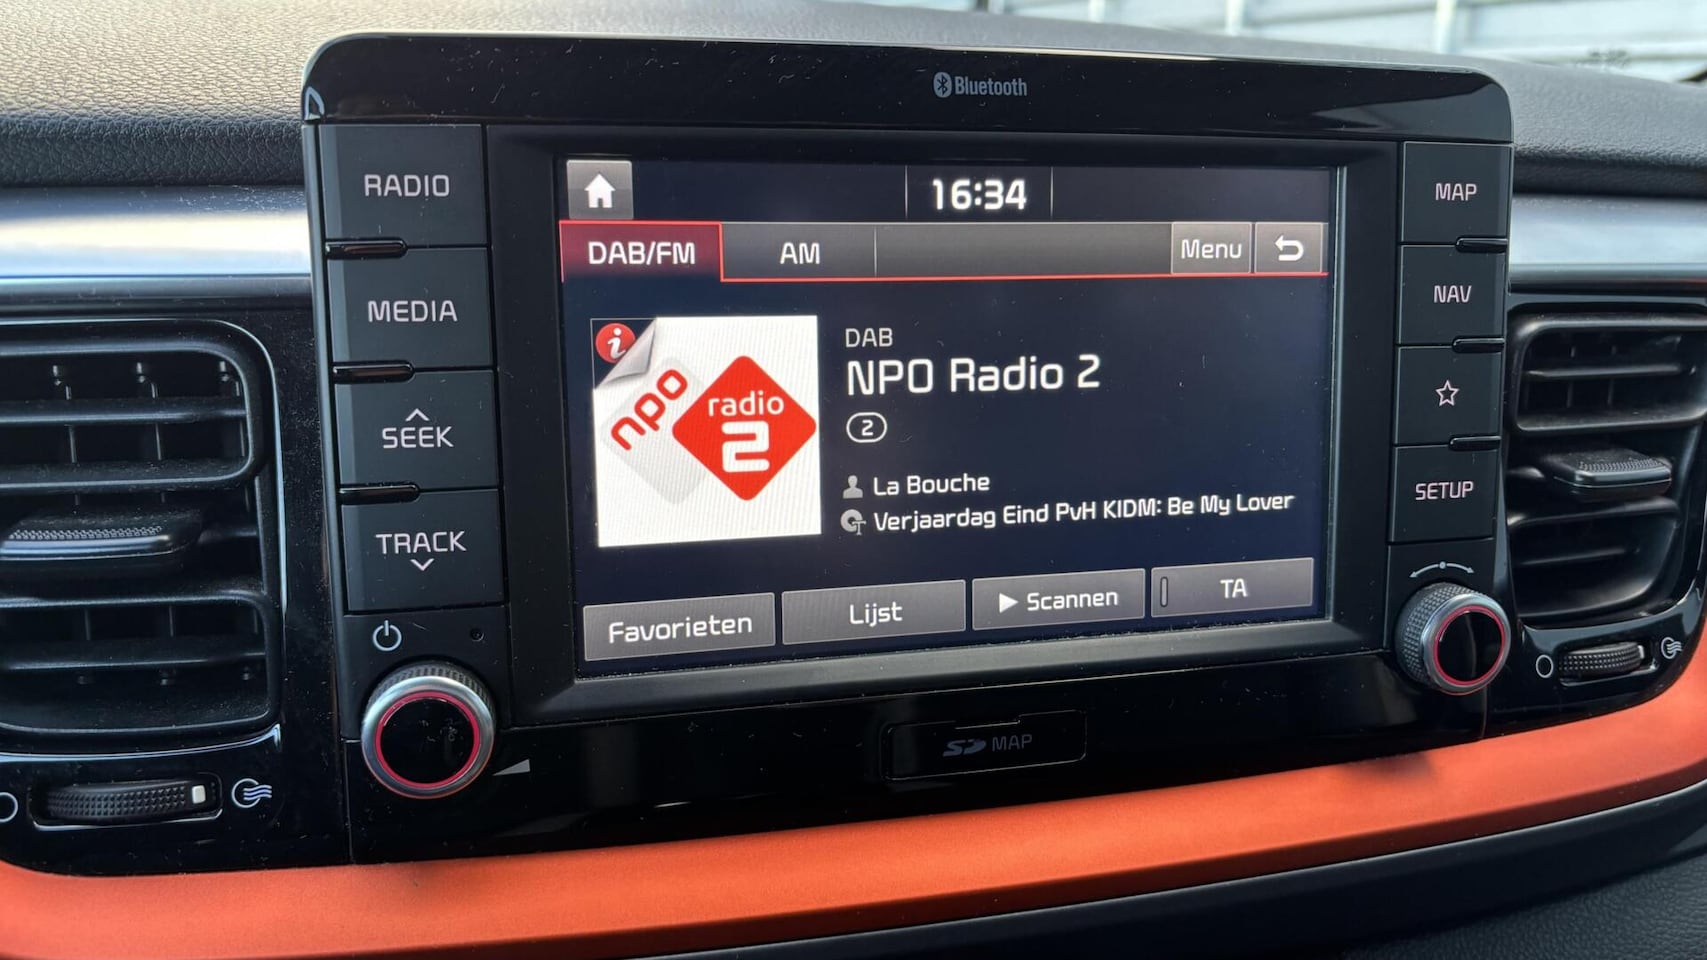 Bluetooth
RADIO
MEDIA
SEEK
TRACK
16:34
DAB/FM
AM
Menu
i
npo
radio
2
DAB
NPO Radio 2
2
La Bouche
Verjaardag Eind PvH KIDM: Be My Lover
Favorieten
Lijst
Scannen
TA
MAP
NAV
SETUP
SD MAP